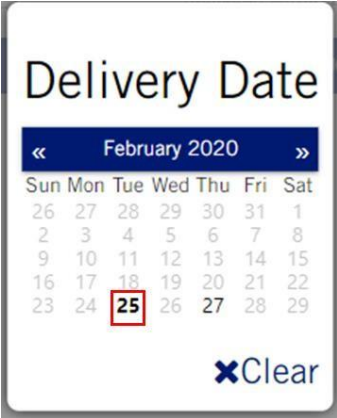 Delivery Date
« February 2020 »
Sun Mon Tue Wed Thu Fri Sat
26 27 28 29 30 31 1
2 3 4 5 6 7 8
9 10 11 12 13 14 15
16 17 18 19 20 21 22
23 24 25 26 27 28 29
✖Clear